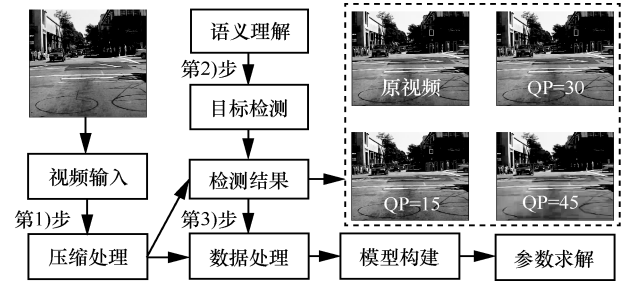 语义理解
第2)步
目标检测
原视频
QP=30
视频输入
检测结果
QP=15
QP=45
第1)步
第3)步
压缩处理
数据处理
模型构建
参数求解